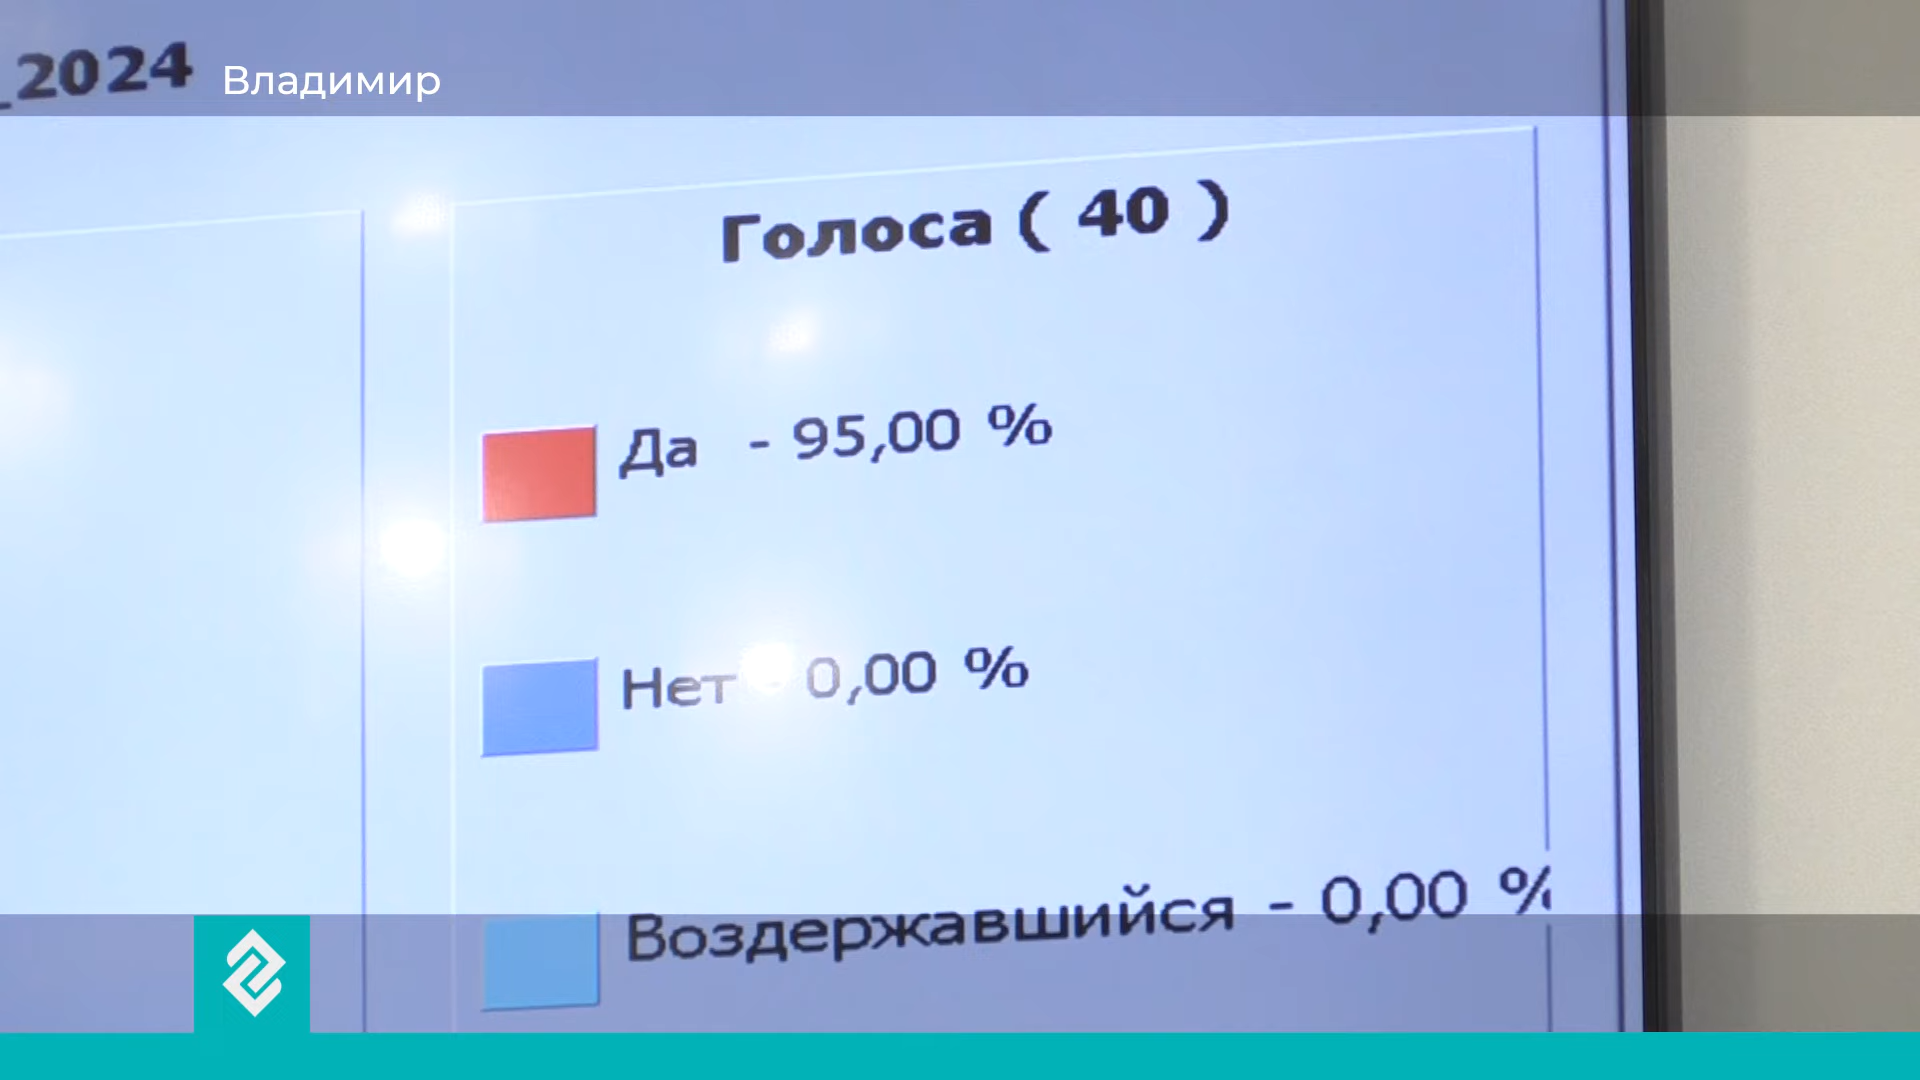 _2024
Владимир
Голоса ( 40 )
Да - 95,00 %
Нет - 0,00 %
Воздержавшийся - 0,00 %